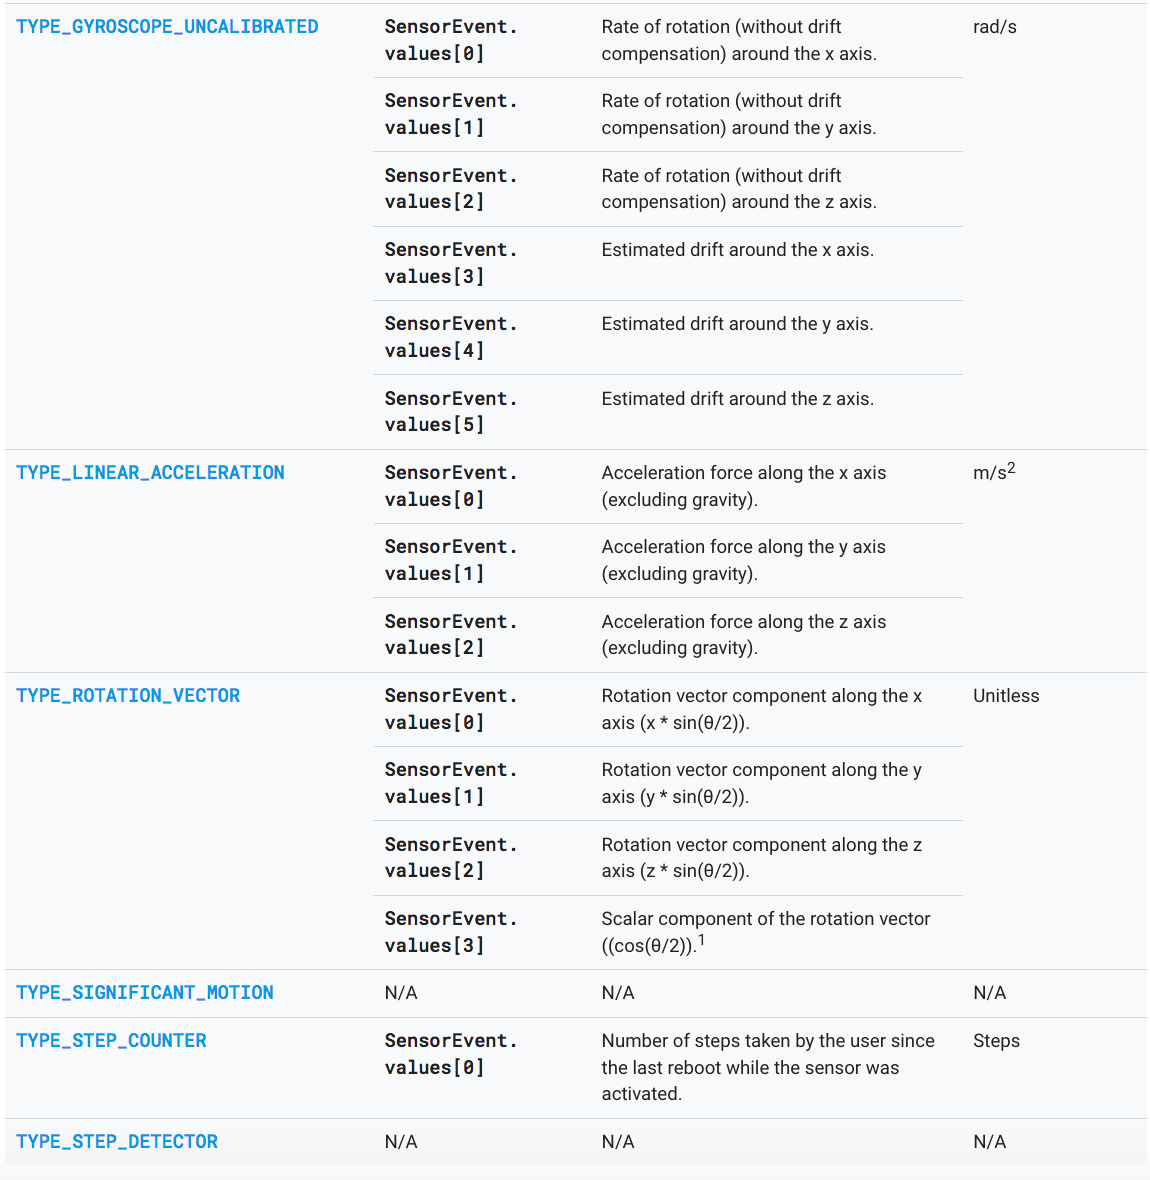 TYPE_GYROSCOPE_UNCALIBRATED
SensorEvent.
values[0]
Rate of rotation (without drift
compensation) around the x axis.
rad/s
SensorEvent.
values[1]
Rate of rotation (without drift
compensation) around the y axis.
SensorEvent.
values[2]
Rate of rotation (without drift
compensation) around the z axis.
SensorEvent.
values[3]
Estimated drift around the x axis.
SensorEvent.
values[4]
Estimated drift around the y axis.
SensorEvent.
values[5]
Estimated drift around the z axis.
TYPE_LINEAR_ACCELERATION
SensorEvent.
values[0]
Acceleration force along the x axis
(excluding gravity).
m/s²
SensorEvent.
values[1]
Acceleration force along the y axis
(excluding gravity).
SensorEvent.
values[2]
Acceleration force along the z axis
(excluding gravity).
TYPE_ROTATION_VECTOR
SensorEvent.
values[0]
Rotation vector component along the x
axis (x * sin(θ/2)).
Unitless
SensorEvent.
values[1]
Rotation vector component along the y
axis (y * sin(θ/2)).
SensorEvent.
values[2]
Rotation vector component along the z
axis (z * sin(θ/2)).
SensorEvent.
values[3]
Scalar component of the rotation vector
((cos(θ/2)).¹
TYPE_SIGNIFICANT_MOTION
N/A
N/A
N/A
TYPE_STEP_COUNTER
SensorEvent.
values[0]
Number of steps taken by the user since
the last reboot while the sensor was
activated.
Steps
TYPE_STEP_DETECTOR
N/A
N/A
N/A